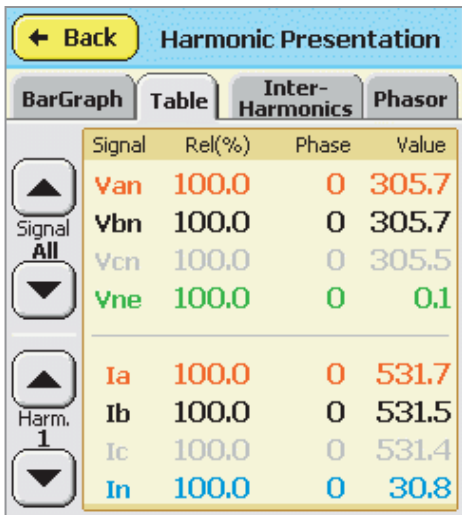 ← Back Harmonic Presentation
BarGraph Table Inter-Harmonics Phasor
Signal Rel(%) Phase Value
Van 100.0 0 305.7
Vbn 100.0 0 305.7
Vcn 100.0 0 305.5
Vne 100.0 0 0.1
Signal
All
Ia 100.0 0 531.7
Ib 100.0 0 531.5
Ic 100.0 0 531.4
In 100.0 0 30.8
Harm.
1